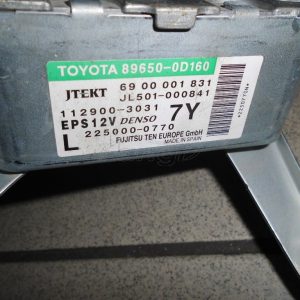 TOYOTA 89650-0D160
JTEKT 69 00 001 831
JL501-000841
112900-3031 7Y
EPS12V DENSO
L 225000-0770
FUJITSU TEN EUROPE GmbH
MADE IN SPAIN